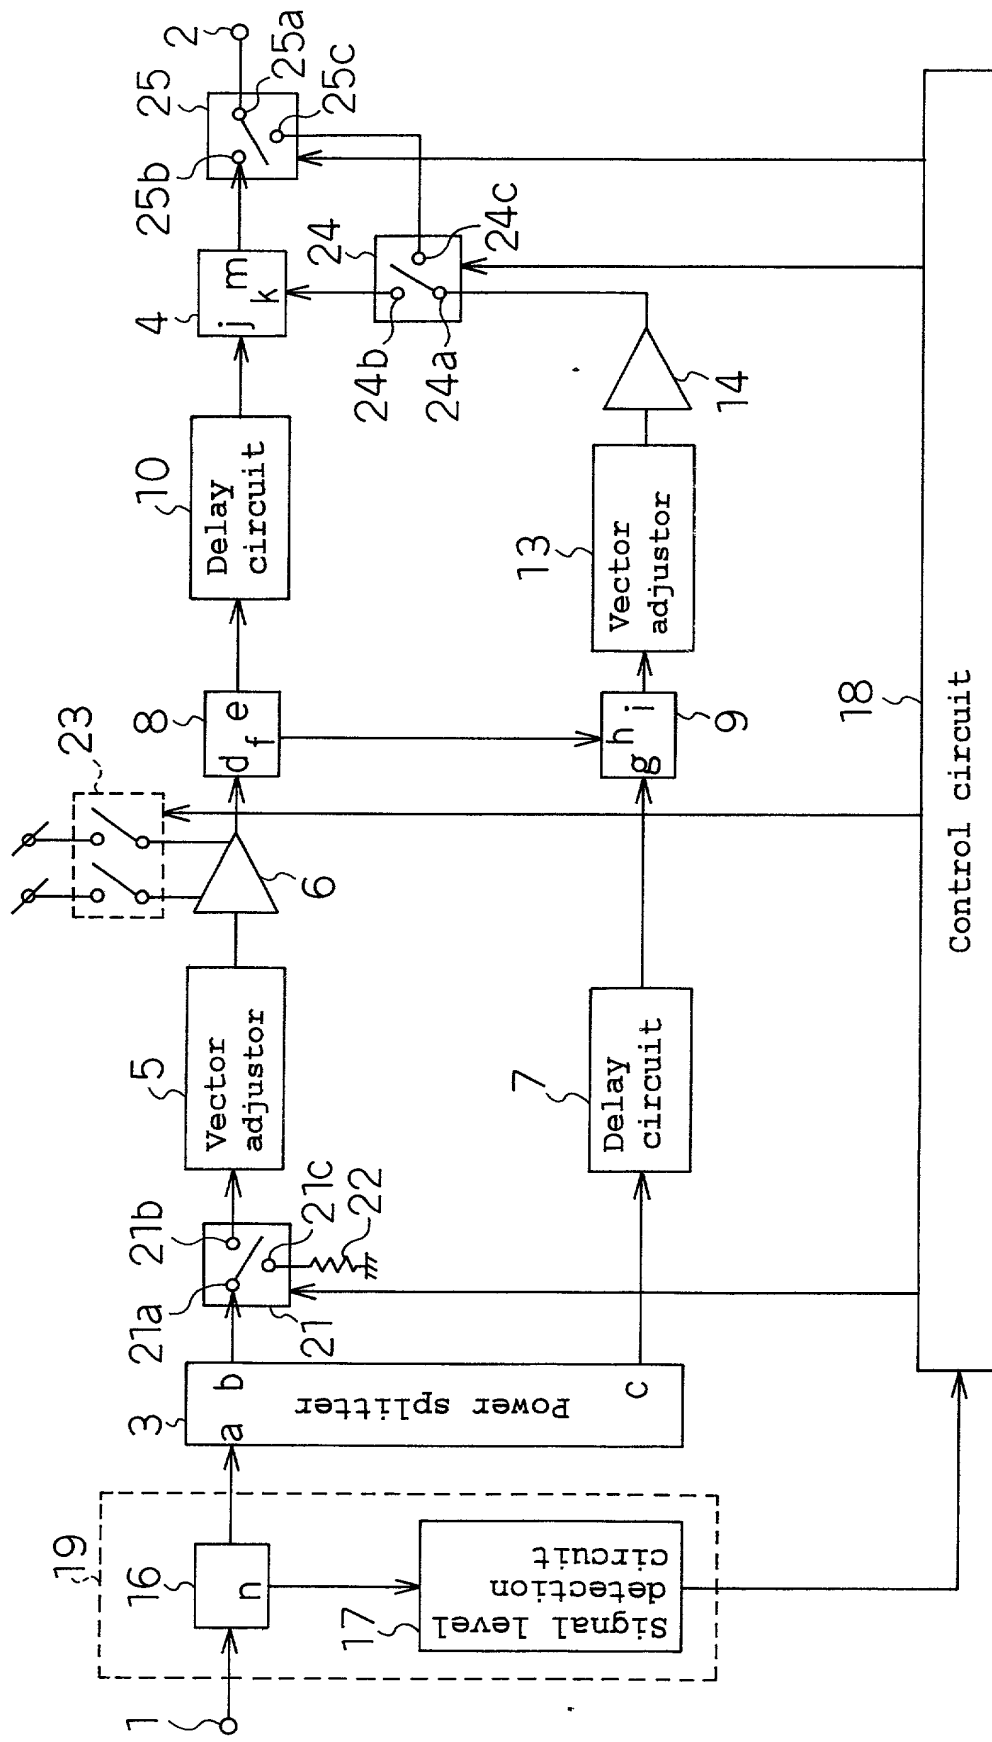 1
19
16
n
17
Signal level
detection
circuit
3
a
b
c
Power splitter
21a
21b
21
21c
22
5
Vector
adjustor
7
Delay
circuit
6
23
8
d
e
f
9
g
h
i
10
Delay
circuit
13
Vector
adjustor
14
4
j
m
k
24
24b
24a
24c
25b
25
25a
25c
2
18
Control circuit